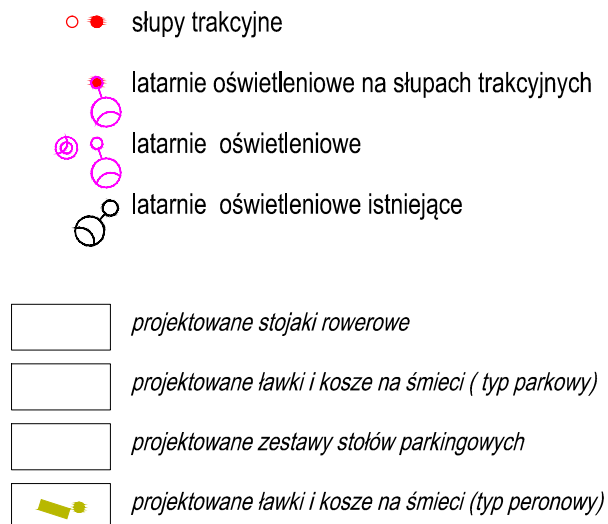 słupy trakcyjne
latarnie oświetleniowe na słupach trakcyjnych
latarnie oświetleniowe
latarnie oświetleniowe istniejące
projektowane stojaki rowerowe
projektowane ławki i kosze na śmieci ( typ parkowy)
projektowane zestawy stołów parkingowych
projektowane ławki i kosze na śmieci (typ peronowy)